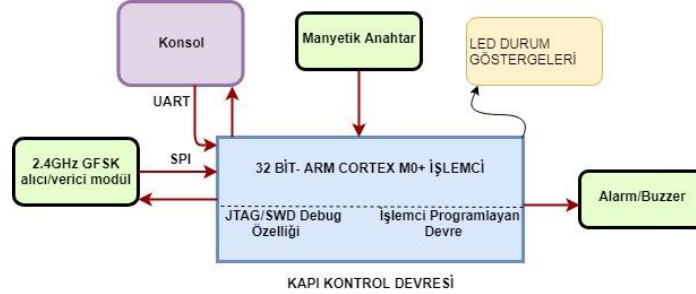 Konsol
Manyetik Anahtar
LED DURUM
GÖSTERGELERİ
UART
2.4GHz GFSK
alıcı/verici modül
SPI
32 BİT- ARM CORTEX M0+ İŞLEMCİ
JTAG/SWD Debug
Özelliği
İşlemci Programlayan
Devre
Alarm/Buzzer
KAPI KONTROL DEVRESİ